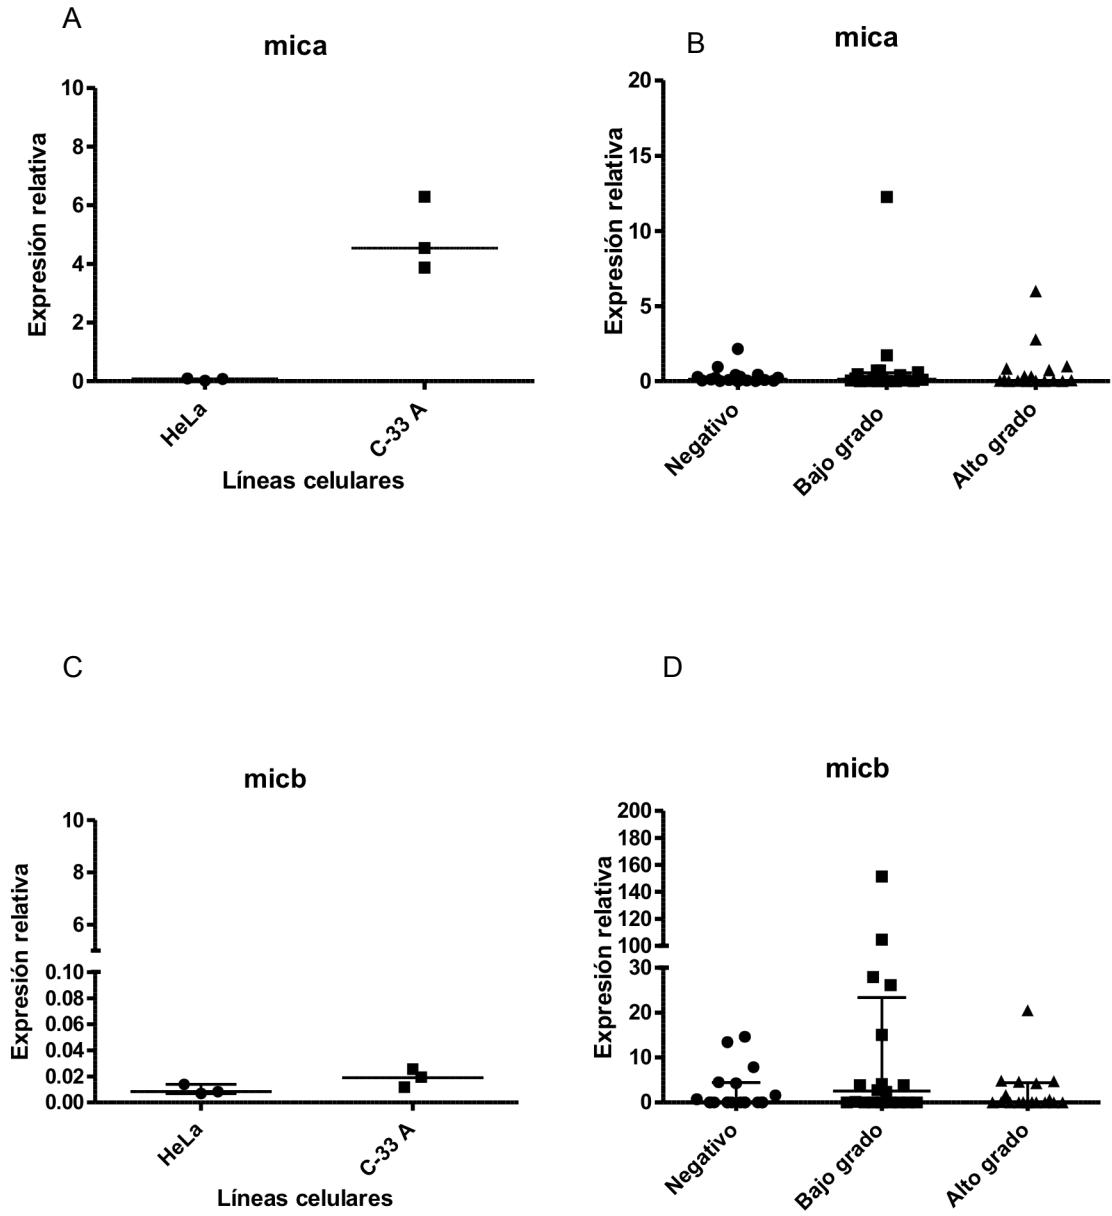 A
mica
Expresión relativa
10
8
6
4
2
0
HeLa
C-33 A
Líneas celulares
B
mica
Expresión relativa
20
15
10
5
0
Negativo
Bajo grado
Alto grado
C
micb
Expresión relativa
10
8
6
0.10
0.08
0.06
0.04
0.02
0.00
HeLa
C-33 A
Líneas celulares
D
micb
Expresión relativa
200
180
160
140
120
100
30
20
10
0
Negativo
Bajo grado
Alto grado